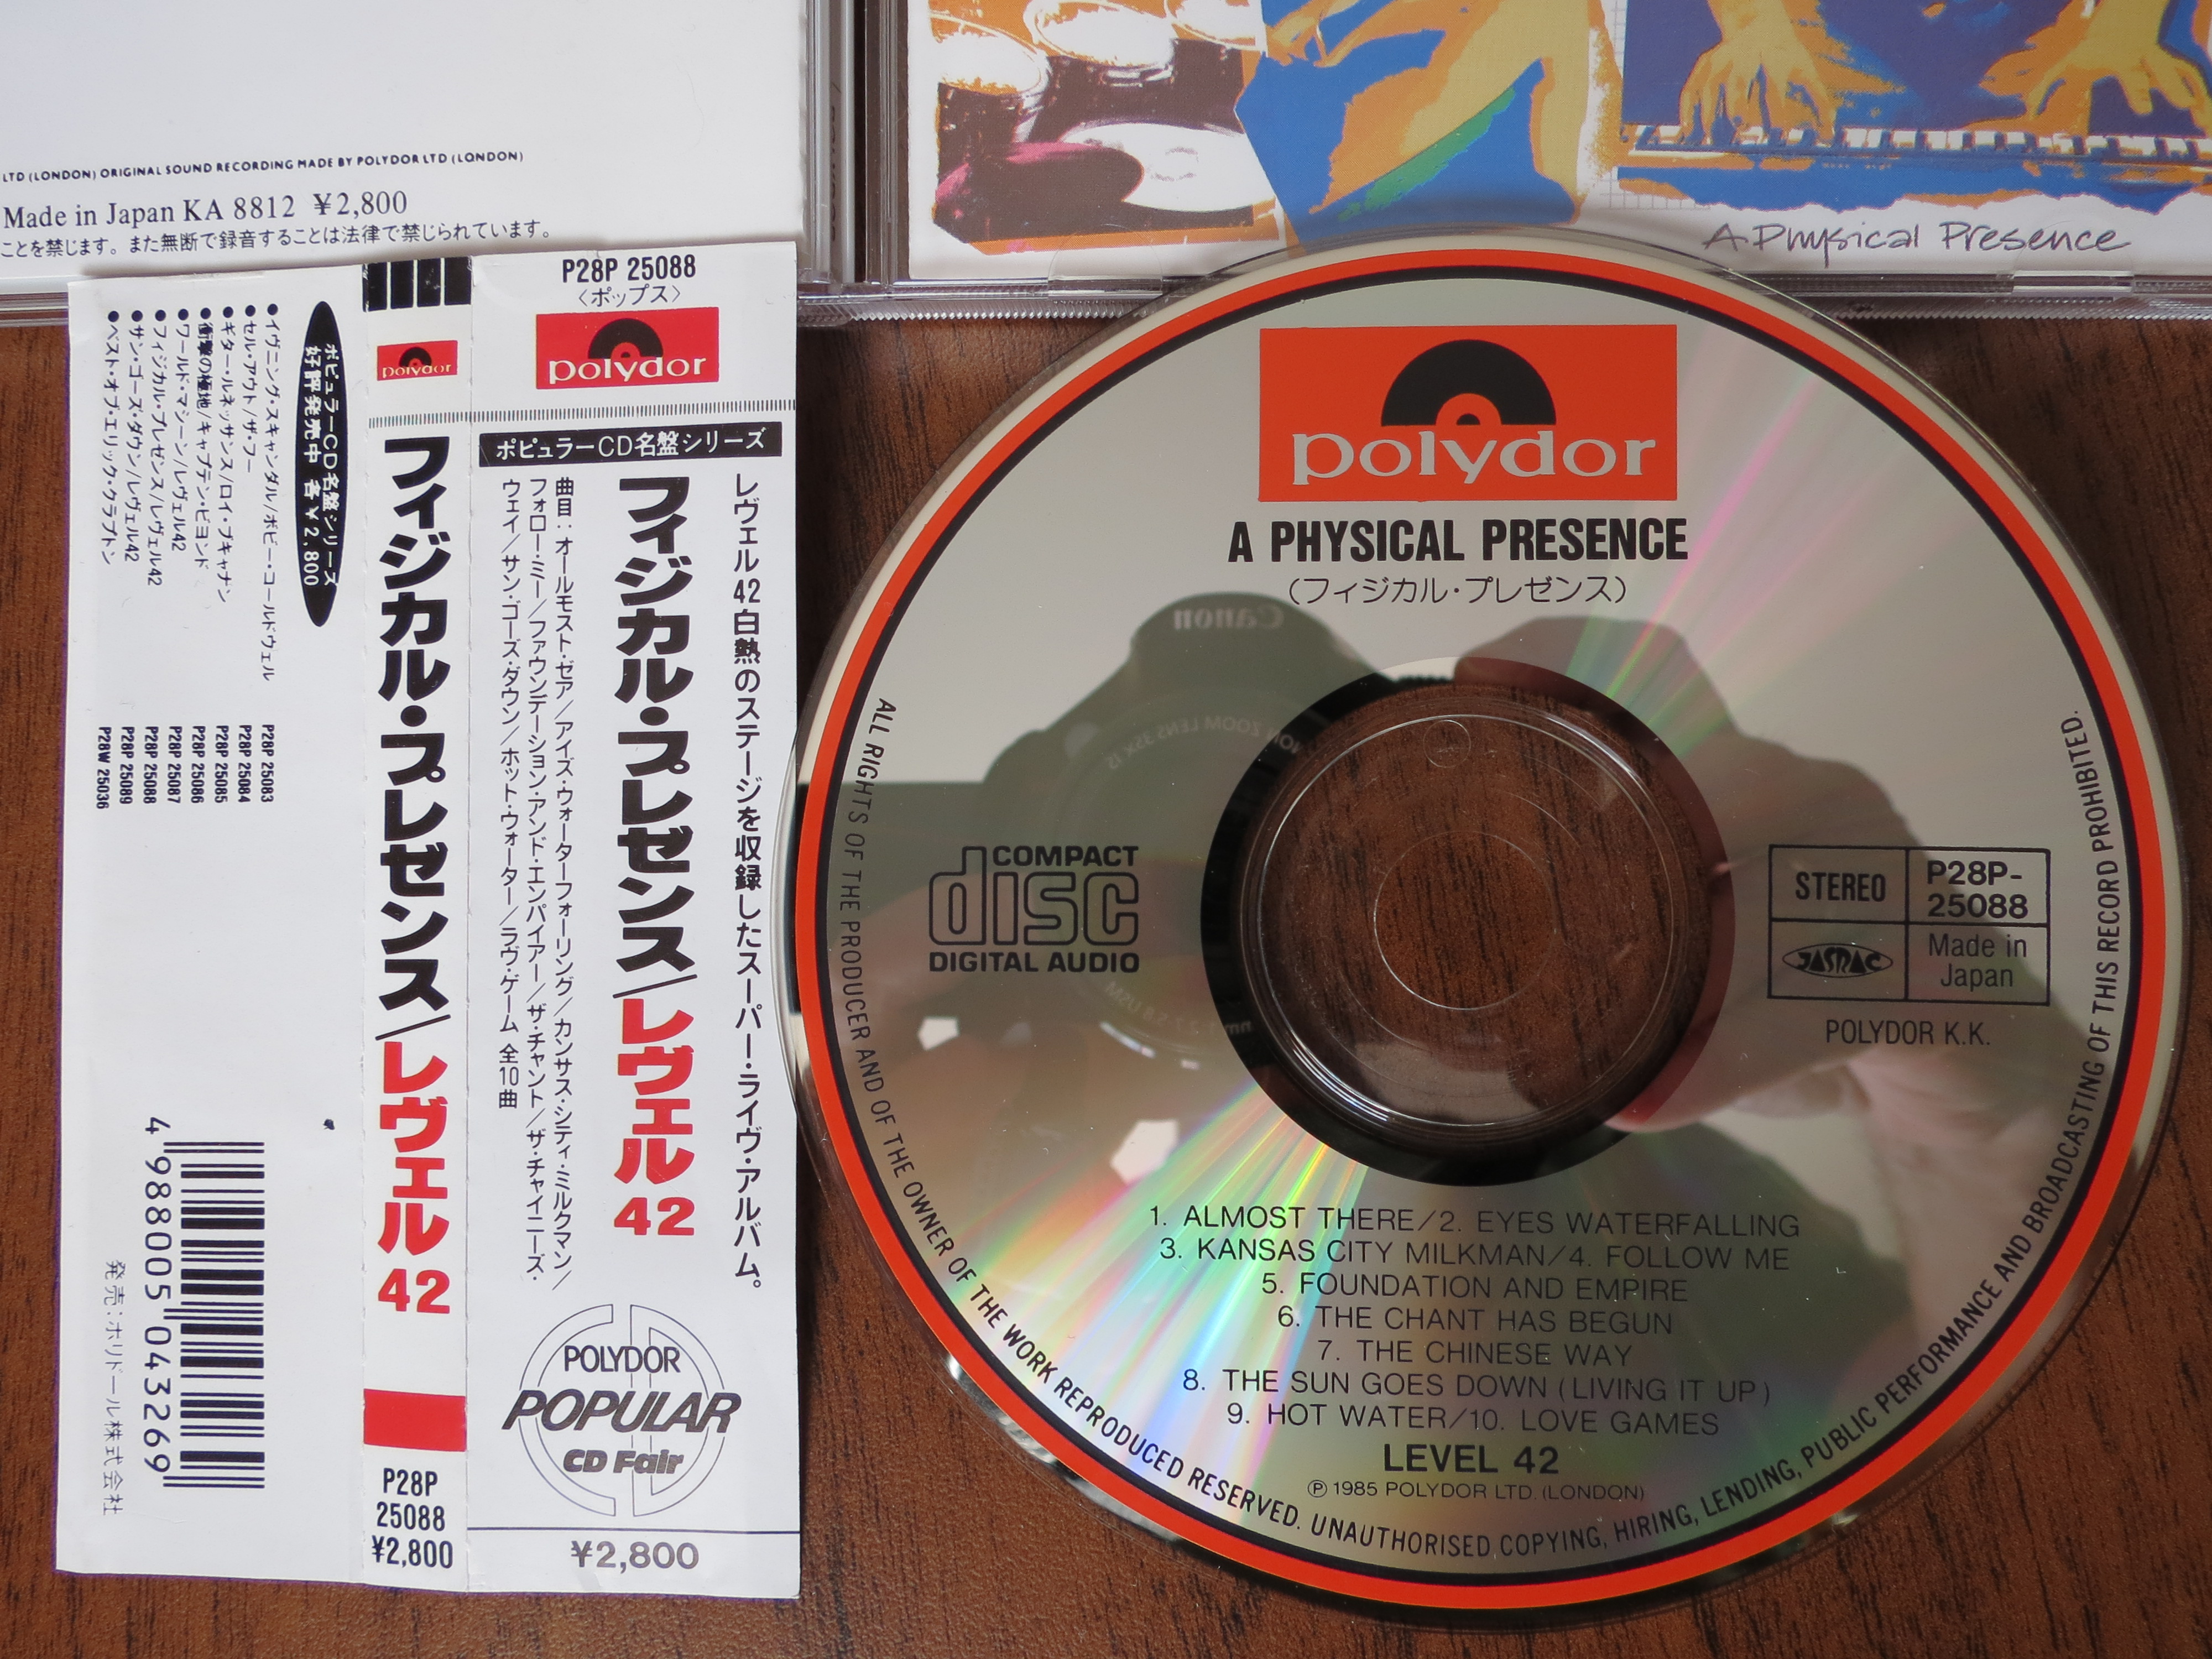 LTD (LONDON) ORIGINAL SOUND RECORDING MADE BY POLYDOR LTD (LONDON)
Made in Japan KA 8812 ¥2,800
ことを禁じます。また無断で録音することは法律で禁じられています。
A Physical Presence
ポピュラーCD名盤シリーズ
好評発売中 各¥2,800
●イヴニング・スキャンダル/ボビー・コールドウェル P28P 25083
●セル・アウト/ザ・フー P28P 25084
●ギター・ルネッサンス/ロイ・ブキャナン P28P 25085
●衝撃の極地/キャプテン・ビヨンド P28P 25086
●ワールド・マシーン/レヴェル42 P28P 25087
●フィジカル・プレゼンス/レヴェル42 P28P 25088
●サン・ゴーズ・ダウン/レヴェル42 P28P 25089
●ベスト・オブ・エリック・クラプトン P28W 25036
4 988005 043269
発売:ポリドール株式会社
polydor
フィジカル・プレゼンス/レヴェル42
P28P
25088
¥2,800
P28P 25088
〈ポップス〉
polydor
ポピュラーCD名盤シリーズ
レヴェル42白熱のステージを収録したスーパー・ライヴ・アルバム。
フィジカル・プレゼンス/レヴェル42
曲目:オールモスト・ゼア/アイズ・ウォーターフォーリング/カンサス・シティ・ミルクマン/
フォロー・ミー/ファウンデーション・アンド・エンパイアー/ザ・チャント/ザ・チャイニーズ・
ウェイ/サン・ゴーズ・ダウン/ホット・ウォーター/ラヴ・ゲーム 全10曲
POLYDOR
POPULAR
CD Fair
¥2,800
polydor
A PHYSICAL PRESENCE
(フィジカル・プレゼンス)
Canon
COMPACT
disc
DIGITAL AUDIO
STEREO
P28P-
25088
JASRAC
Made in
Japan
POLYDOR K.K.
1. ALMOST THERE/2. EYES WATERFALLING
3. KANSAS CITY MILKMAN/4. FOLLOW ME
5. FOUNDATION AND EMPIRE
6. THE CHANT HAS BEGUN
7. THE CHINESE WAY
8. THE SUN GOES DOWN (LIVING IT UP)
9. HOT WATER/10. LOVE GAMES
LEVEL 42
Ⓟ 1985 POLYDOR LTD. (LONDON)
ALL RIGHTS OF THE PRODUCER AND OF THE OWNER OF THE WORK REPRODUCED RESERVED. UNAUTHORISED COPYING, HIRING, LENDING, PUBLIC PERFORMANCE AND BROADCASTING OF THIS RECORD PROHIBITED.